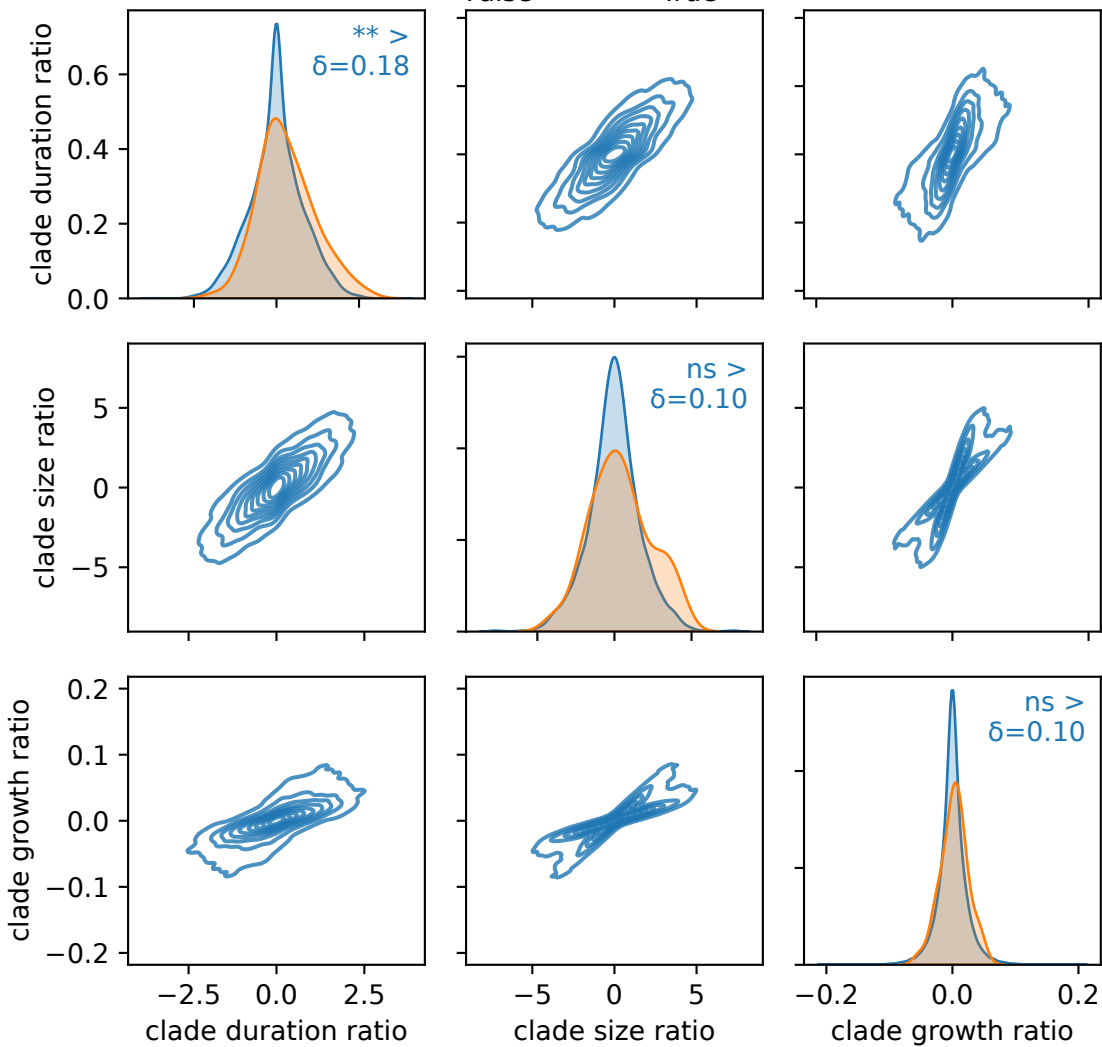 clade duration ratio
0.6
0.4
0.2
0.0
** >
δ=0.18
clade size ratio
5
0
−5
ns >
δ=0.10
clade growth ratio
0.2
0.1
0.0
−0.1
−0.2
ns >
δ=0.10
−2.5 0.0 2.5
clade duration ratio
−5 0 5
clade size ratio
−0.2 0.0 0.2
clade growth ratio